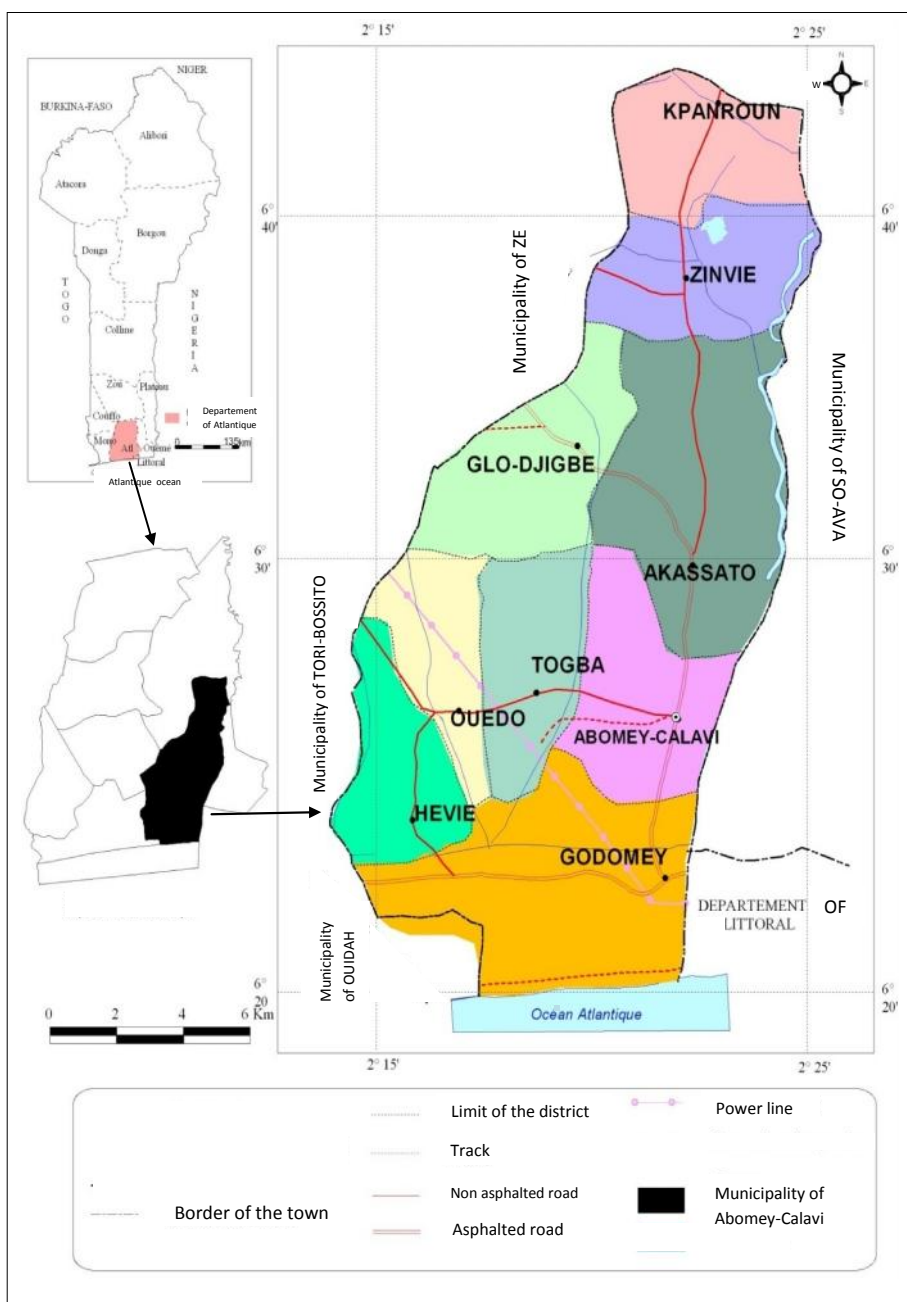 2° 15'
2° 25'
N
W
E
S
NIGER
BURKINA-FASO
Alibori
Atacora
Borgou
Donga
TOGO
NIGERIA
Colline
Zou
Plateau
Couffo
Departement
of Atlantique
Mono
Atl
Oueme
0
135km
Littoral
Atlantique ocean
KPANROUN
6°
40'
6°
40'
Municipality of ZE
ZINVIE
Municipality of SO-AVA
GLO-DJIGBE
6°
30'
6°
30'
AKASSATO
Municipality of TORI-BOSSITO
TOGBA
OUEDO
ABOMEY-CALAVI
HEVIE
GODOMEY
DEPARTEMENT OF
LITTORAL
Municipality
of OUIDAH
6°
20
6°
20'
0 2 4 6 Km
Océan Atlantique
2° 15'
2° 25'
Limit of the district
Power line
Track
Non asphalted road
Municipality of
Abomey-Calavi
Border of the town
Asphalted road